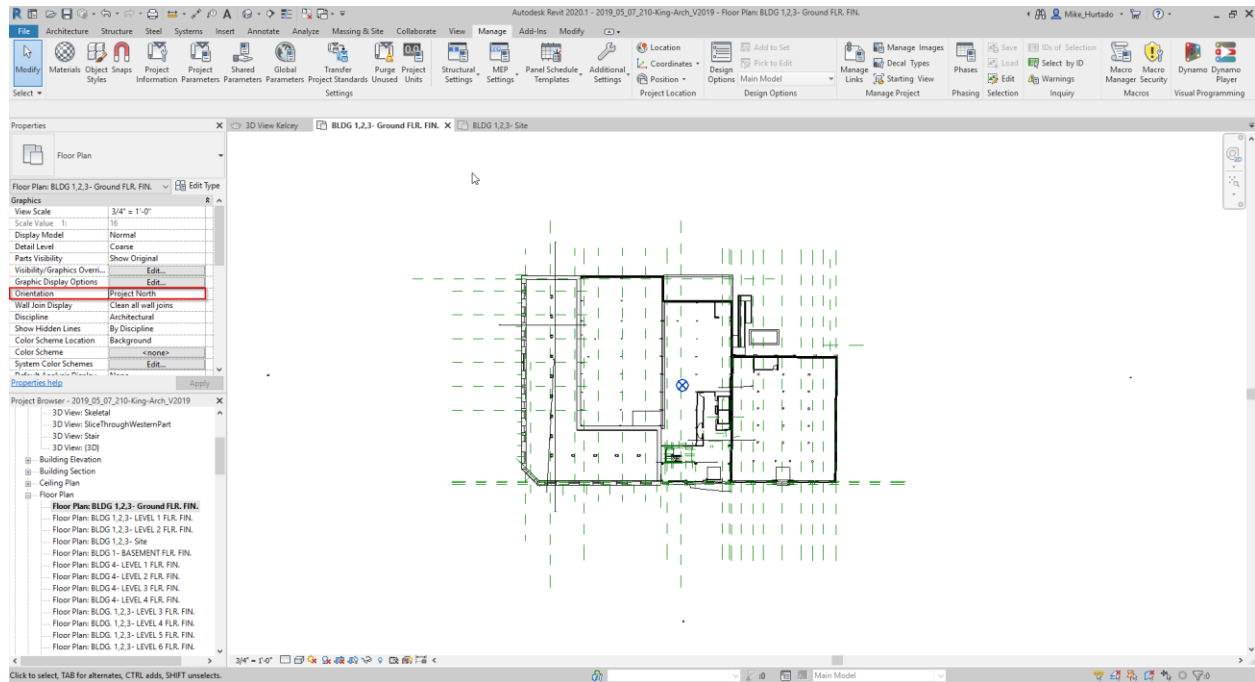 Autodesk Revit 2020.1 - 2019_05_07_210-King-Arch_V2019 - Floor Plan: BLDG 1,2,3- Ground FLR. FIN.
Mike_Hurtado
File Architecture Structure Steel Systems Insert Annotate Analyze Massing & Site Collaborate View Manage Add-Ins Modify
Modify
Materials
Object Styles
Snaps
Project Information
Project Parameters
Shared Parameters
Global Parameters
Transfer Project Standards
Purge Unused
Project Units
Structural Settings
MEP Settings
Panel Schedule Templates
Additional Settings
Location
Coordinates
Position
Design Options
Add to Set
Pick to Edit
Main Model
Manage Links
Manage Images
Decal Types
Starting View
Phases
Save
Load
Edit
IDs of Selection
Select by ID
Warnings
Macro Manager
Macro Security
Dynamo
Dynamo Player
Select
Settings
Project Location
Design Options
Manage Project
Phasing
Selection
Inquiry
Macros
Visual Programming
Properties
3D View Kelcey
BLDG 1,2,3- Ground FLR. FIN.
BLDG 1,2,3- Site
Floor Plan
Floor Plan: BLDG 1,2,3- Ground FLR. FIN.
Edit Type
Graphics
View Scale 3/4" = 1'-0"
Scale Value 1: 16
Display Model Normal
Detail Level Coarse
Parts Visibility Show Original
Visibility/Graphics Overri... Edit...
Graphic Display Options Edit...
Orientation Project North
Wall Join Display Clean all wall joins
Discipline Architectural
Show Hidden Lines By Discipline
Color Scheme Location Background
Color Scheme <none>
System Color Schemes Edit...
Properties help
Apply
Project Browser - 2019_05_07_210-King-Arch_V2019
3D View: Skeletal
3D View: SliceThroughWesternPart
3D View: Stair
3D View: {3D}
Building Elevation
Building Section
Ceiling Plan
Floor Plan
Floor Plan: BLDG 1,2,3- Ground FLR. FIN.
Floor Plan: BLDG 1,2,3- LEVEL 1 FLR. FIN.
Floor Plan: BLDG 1,2,3- LEVEL 2 FLR. FIN.
Floor Plan: BLDG 1,2,3- Site
Floor Plan: BLDG 1- BASEMENT FLR. FIN.
Floor Plan: BLDG 4- LEVEL 1 FLR. FIN.
Floor Plan: BLDG 4- LEVEL 2 FLR. FIN.
Floor Plan: BLDG 4- LEVEL 3 FLR. FIN.
Floor Plan: BLDG 4- LEVEL 4 FLR. FIN.
Floor Plan: BLDG. 1,2,3- LEVEL 3 FLR. FIN.
Floor Plan: BLDG. 1,2,3- LEVEL 4 FLR. FIN.
Floor Plan: BLDG. 1,2,3- LEVEL 5 FLR. FIN.
Floor Plan: BLDG. 1,2,3- LEVEL 6 FLR. FIN.
3/4" = 1'-0"
Click to select, TAB for alternates, CTRL adds, SHIFT unselects.
:0
Main Model
:0